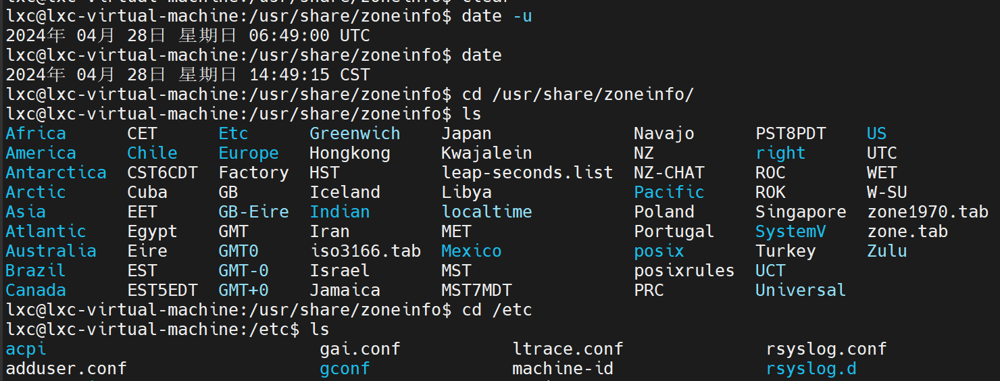 lxc@lxc-virtual-machine:/usr/share/zoneinfo$ clear
lxc@lxc-virtual-machine:/usr/share/zoneinfo$ date -u
2024年 04月 28日 星期日 06:49:00 UTC
lxc@lxc-virtual-machine:/usr/share/zoneinfo$ date
2024年 04月 28日 星期日 14:49:15 CST
lxc@lxc-virtual-machine:/usr/share/zoneinfo$ cd /usr/share/zoneinfo/
lxc@lxc-virtual-machine:/usr/share/zoneinfo$ ls
Africa CET Etc Greenwich Japan Navajo PST8PDT US
America Chile Europe Hongkong Kwajalein NZ right UTC
Antarctica CST6CDT Factory HST leap-seconds.list NZ-CHAT ROC WET
Arctic Cuba GB Iceland Libya Pacific ROK W-SU
Asia EET GB-Eire Indian localtime Poland Singapore zone1970.tab
Atlantic Egypt GMT Iran MET Portugal SystemV zone.tab
Australia Eire GMT0 iso3166.tab Mexico posix Turkey Zulu
Brazil EST GMT-0 Israel MST posixrules UCT
Canada EST5EDT GMT+0 Jamaica MST7MDT PRC Universal
lxc@lxc-virtual-machine:/usr/share/zoneinfo$ cd /etc
lxc@lxc-virtual-machine:/etc$ ls
acpi gai.conf ltrace.conf rsyslog.conf
adduser.conf gconf machine-id rsyslog.d